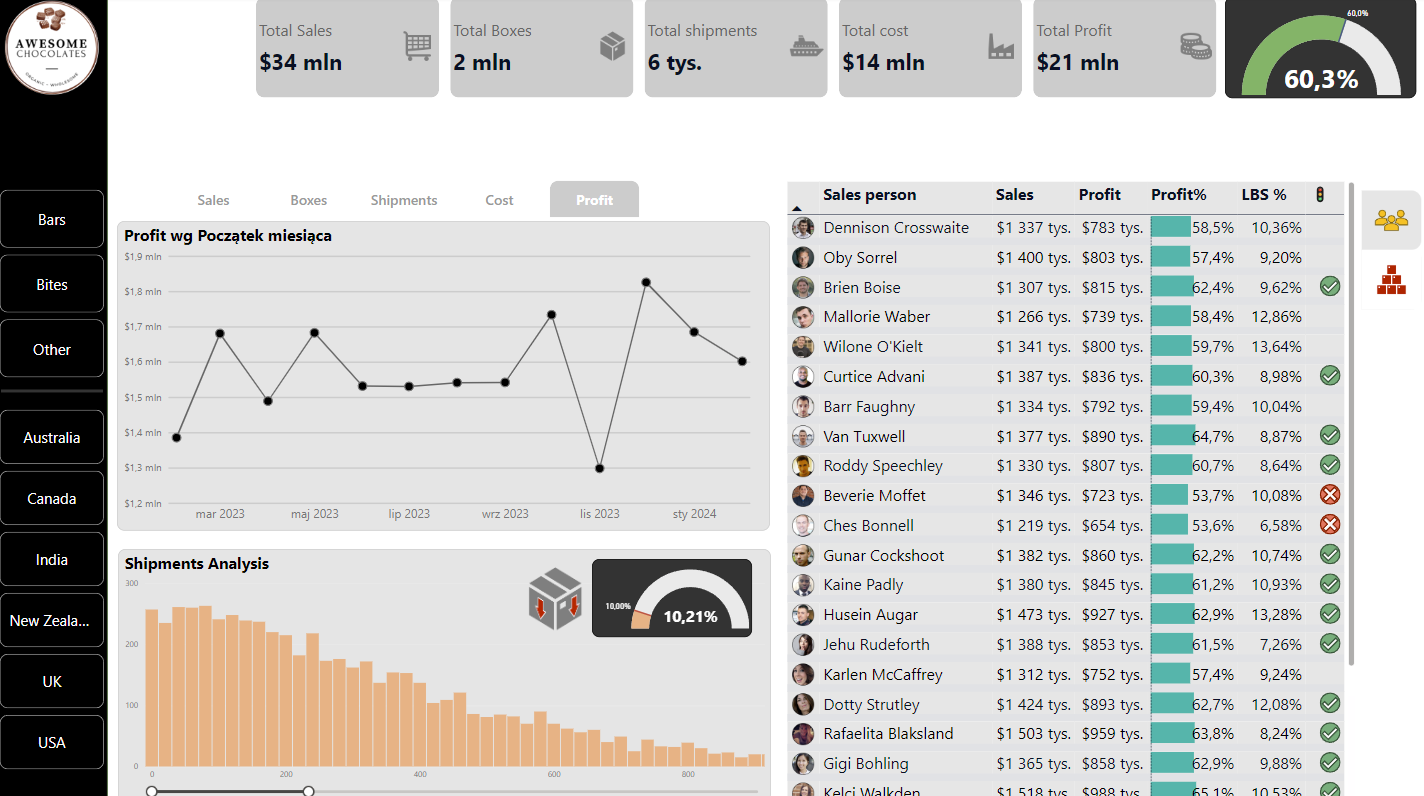 AWESOME
CHOCOLATES
ORGANIC • WHOLESOME
Total Sales
$34 mln
Total Boxes
2 mln
Total shipments
6 tys.
Total cost
$14 mln
Total Profit
$21 mln
60,0%
60,3%
Bars
Bites
Other
Australia
Canada
India
New Zeala...
UK
USA
Sales Boxes Shipments Cost Profit
Profit wg Początek miesiąca
$1,9 mln
$1,8 mln
$1,7 mln
$1,6 mln
$1,5 mln
$1,4 mln
$1,3 mln
$1,2 mln
mar 2023 maj 2023 lip 2023 wrz 2023 lis 2023 sty 2024
Shipments Analysis
300
200
100
0
0 200 400 600 800
10,00%
10,21%
Sales person Sales Profit Profit% LBS %
Dennison Crosswaite $1 337 tys. $783 tys. 58,5% 10,36%
Oby Sorrel $1 400 tys. $803 tys. 57,4% 9,20%
Brien Boise $1 307 tys. $815 tys. 62,4% 9,62%
Mallorie Waber $1 266 tys. $739 tys. 58,4% 12,86%
Wilone O'Kielt $1 341 tys. $800 tys. 59,7% 13,64%
Curtice Advani $1 387 tys. $836 tys. 60,3% 8,98%
Barr Faughny $1 334 tys. $792 tys. 59,4% 10,04%
Van Tuxwell $1 377 tys. $890 tys. 64,7% 8,87%
Roddy Speechley $1 330 tys. $807 tys. 60,7% 8,64%
Beverie Moffet $1 346 tys. $723 tys. 53,7% 10,08%
Ches Bonnell $1 219 tys. $654 tys. 53,6% 6,58%
Gunar Cockshoot $1 382 tys. $860 tys. 62,2% 10,74%
Kaine Padly $1 380 tys. $845 tys. 61,2% 10,93%
Husein Augar $1 473 tys. $927 tys. 62,9% 13,28%
Jehu Rudeforth $1 388 tys. $853 tys. 61,5% 7,26%
Karlen McCaffrey $1 312 tys. $752 tys. 57,4% 9,24%
Dotty Strutley $1 424 tys. $893 tys. 62,7% 12,08%
Rafaelita Blaksland $1 503 tys. $959 tys. 63,8% 8,24%
Gigi Bohling $1 365 tys. $858 tys. 62,9% 9,88%
Kelci Walkden $1 518 tys. $988 tys. 65,1% 10,53%